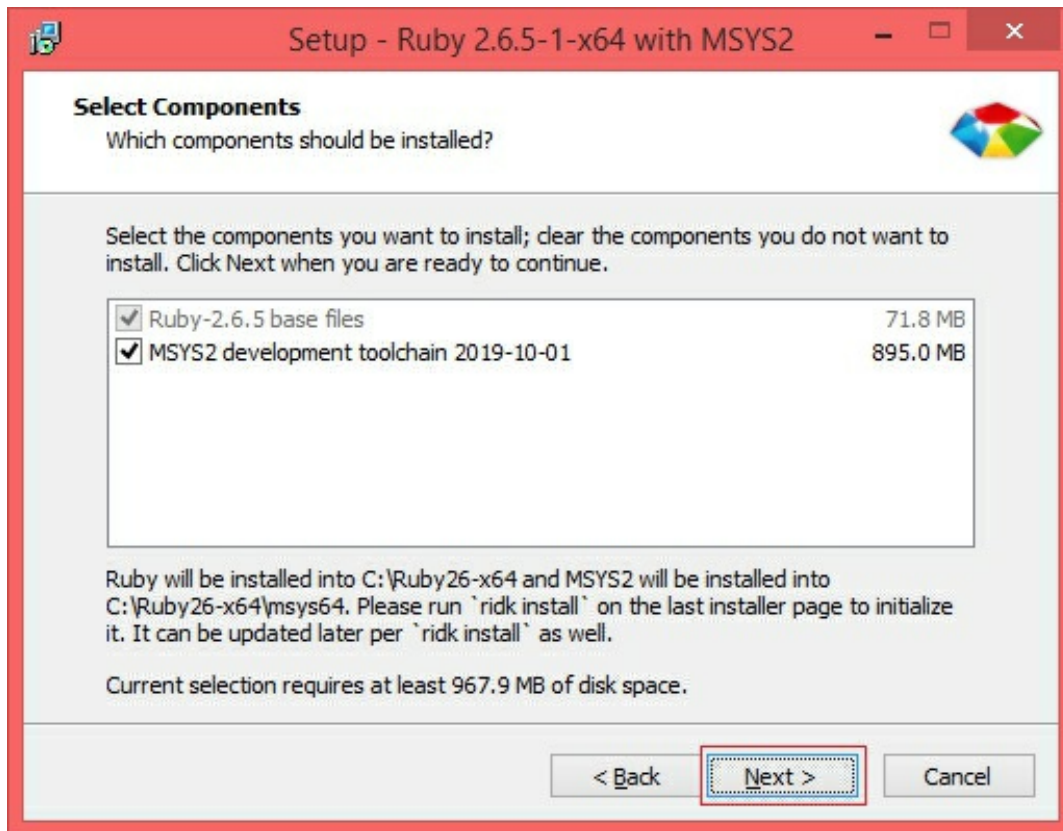 Setup - Ruby 2.6.5-1-x64 with MSYS2
Select Components
Which components should be installed?
Select the components you want to install; clear the components you do not want to
install. Click Next when you are ready to continue.
Ruby-2.6.5 base files 71.8 MB
MSYS2 development toolchain 2019-10-01 895.0 MB
Ruby will be installed into C:\Ruby26-x64 and MSYS2 will be installed into
C:\Ruby26-x64\msys64. Please run `ridk install` on the last installer page to initialize
it. It can be updated later per `ridk install` as well.
Current selection requires at least 967.9 MB of disk space.
< Back Next > Cancel